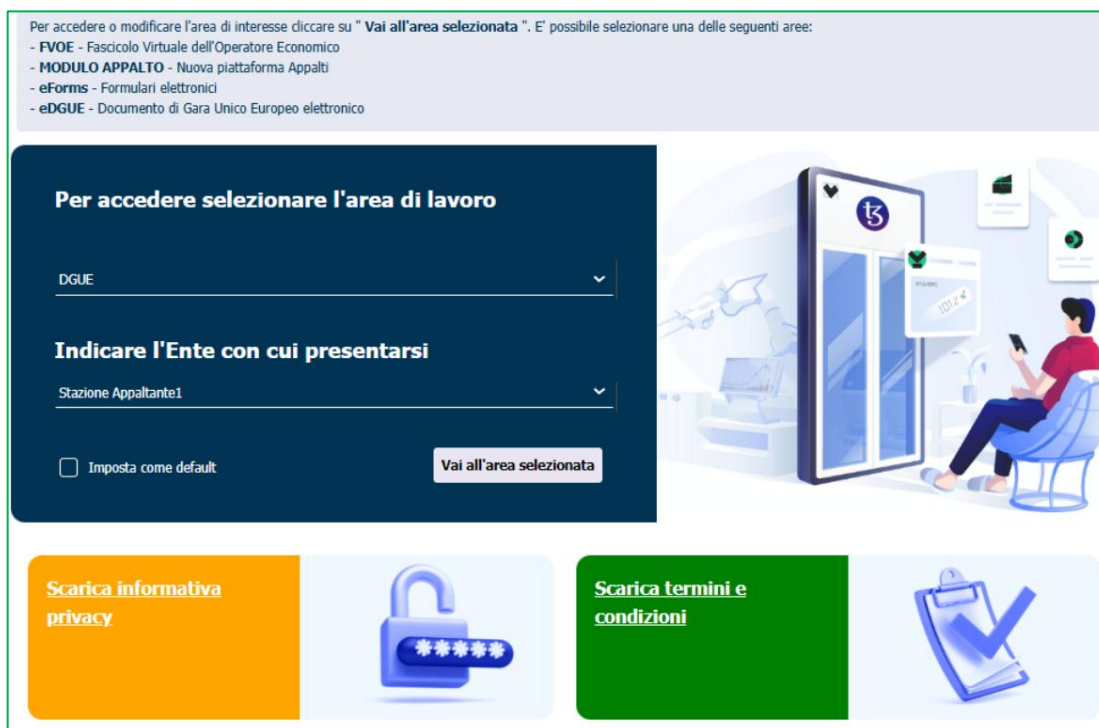 Per accedere o modificare l'area di interesse cliccare su " Vai all'area selezionata ". E' possibile selezionare una delle seguenti aree:
- FVOE - Fascicolo Virtuale dell'Operatore Economico
- MODULO APPALTO - Nuova piattaforma Appalti
- eForms - Formulari elettronici
- eDGUE - Documento di Gara Unico Europeo elettronico
Per accedere selezionare l'area di lavoro
DGUE
Indicare l'Ente con cui presentarsi
Stazione Appaltante1
Imposta come default
Vai all'area selezionata
Scarica informativa
privacy
Scarica termini e
condizioni